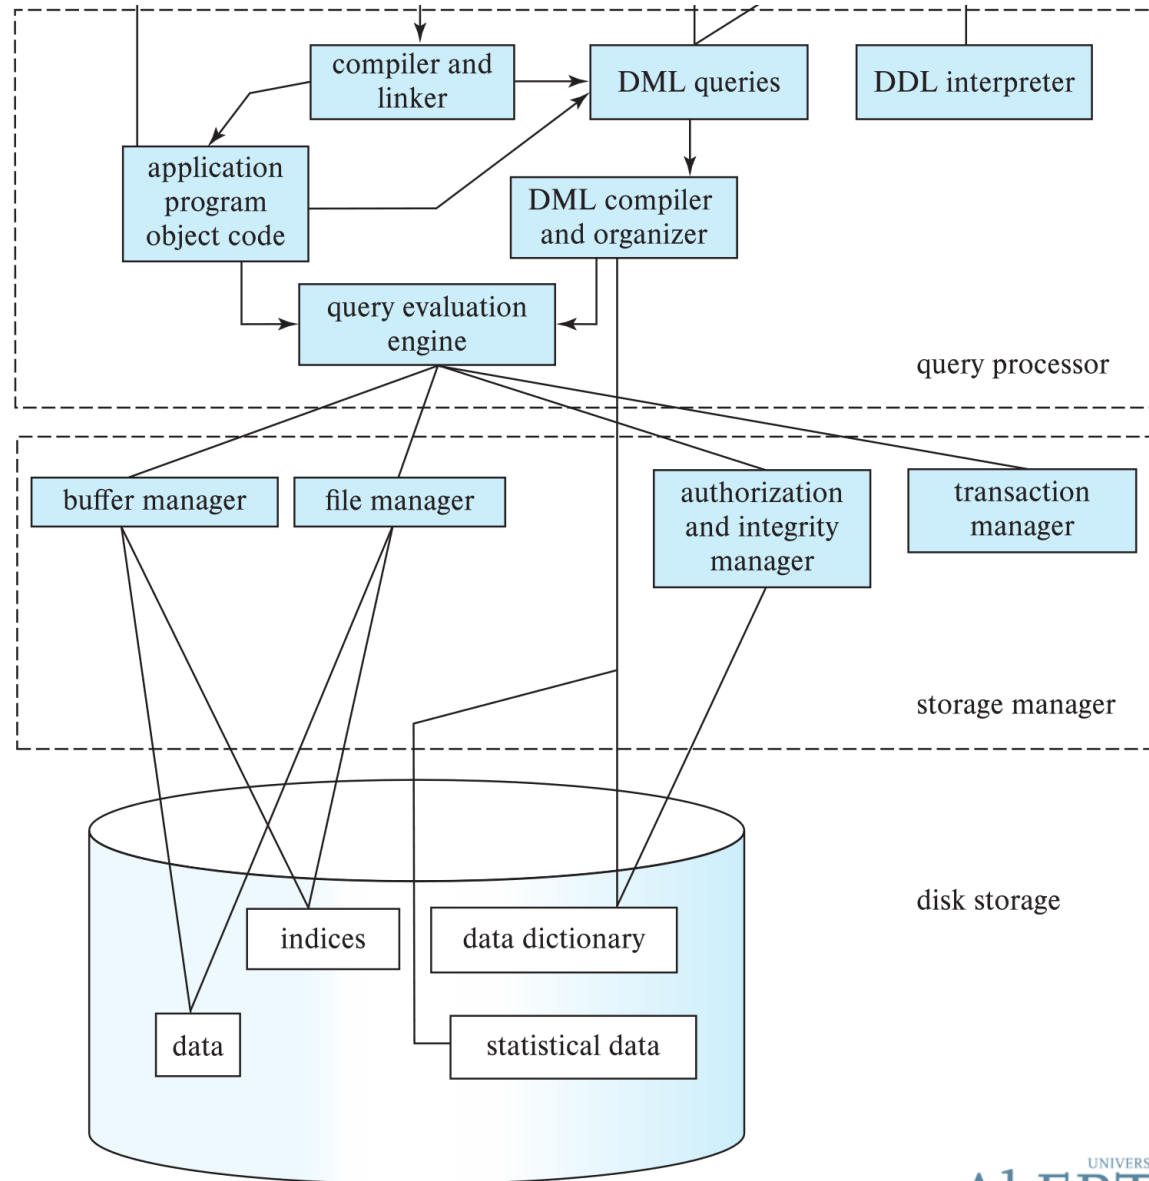 compiler and
linker
DML queries
DDL interpreter
application
program
object code
DML compiler
and organizer
query evaluation
engine
query processor
buffer manager
file manager
authorization
and integrity
manager
transaction
manager
storage manager
disk storage
indices
data dictionary
data
statistical data